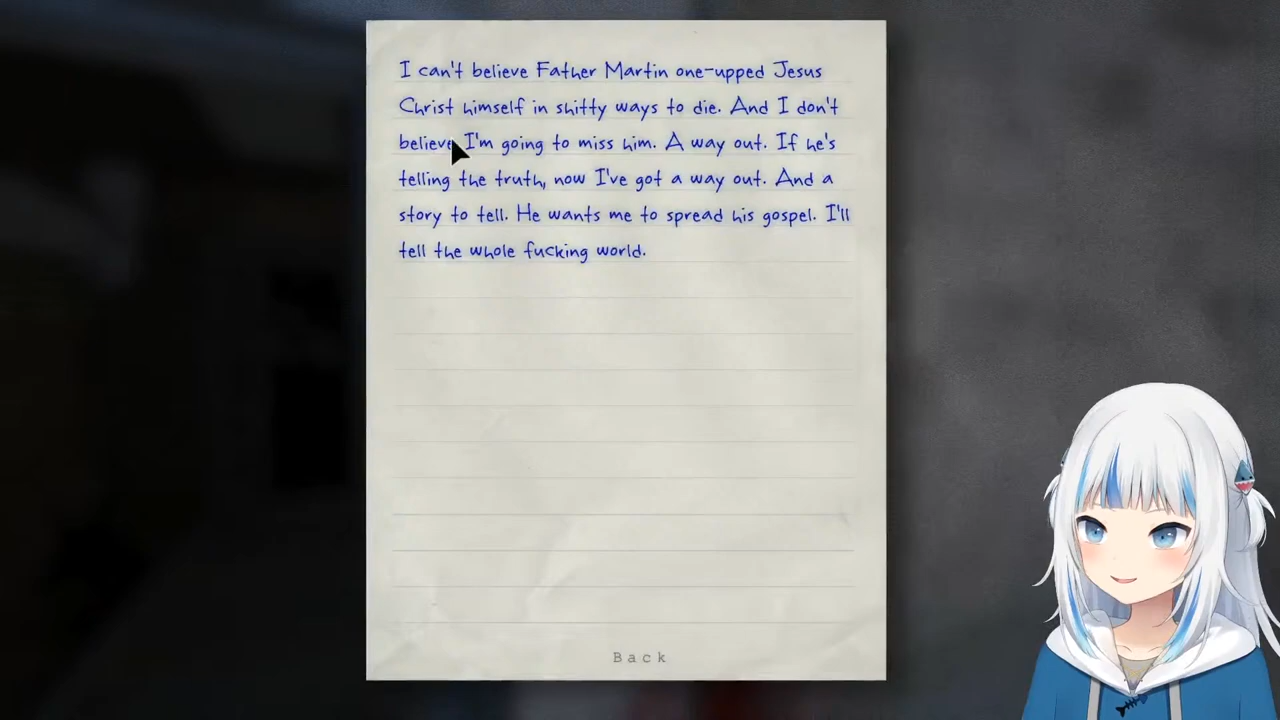 I can't believe Father Martin one-upped Jesus
Christ himself in shitty ways to die. And I don't
believe I'm going to miss him. A way out. If he's
telling the truth, now I've got a way out. And a
story to tell. He wants me to spread his gospel. I'll
tell the whole fucking world.
Back